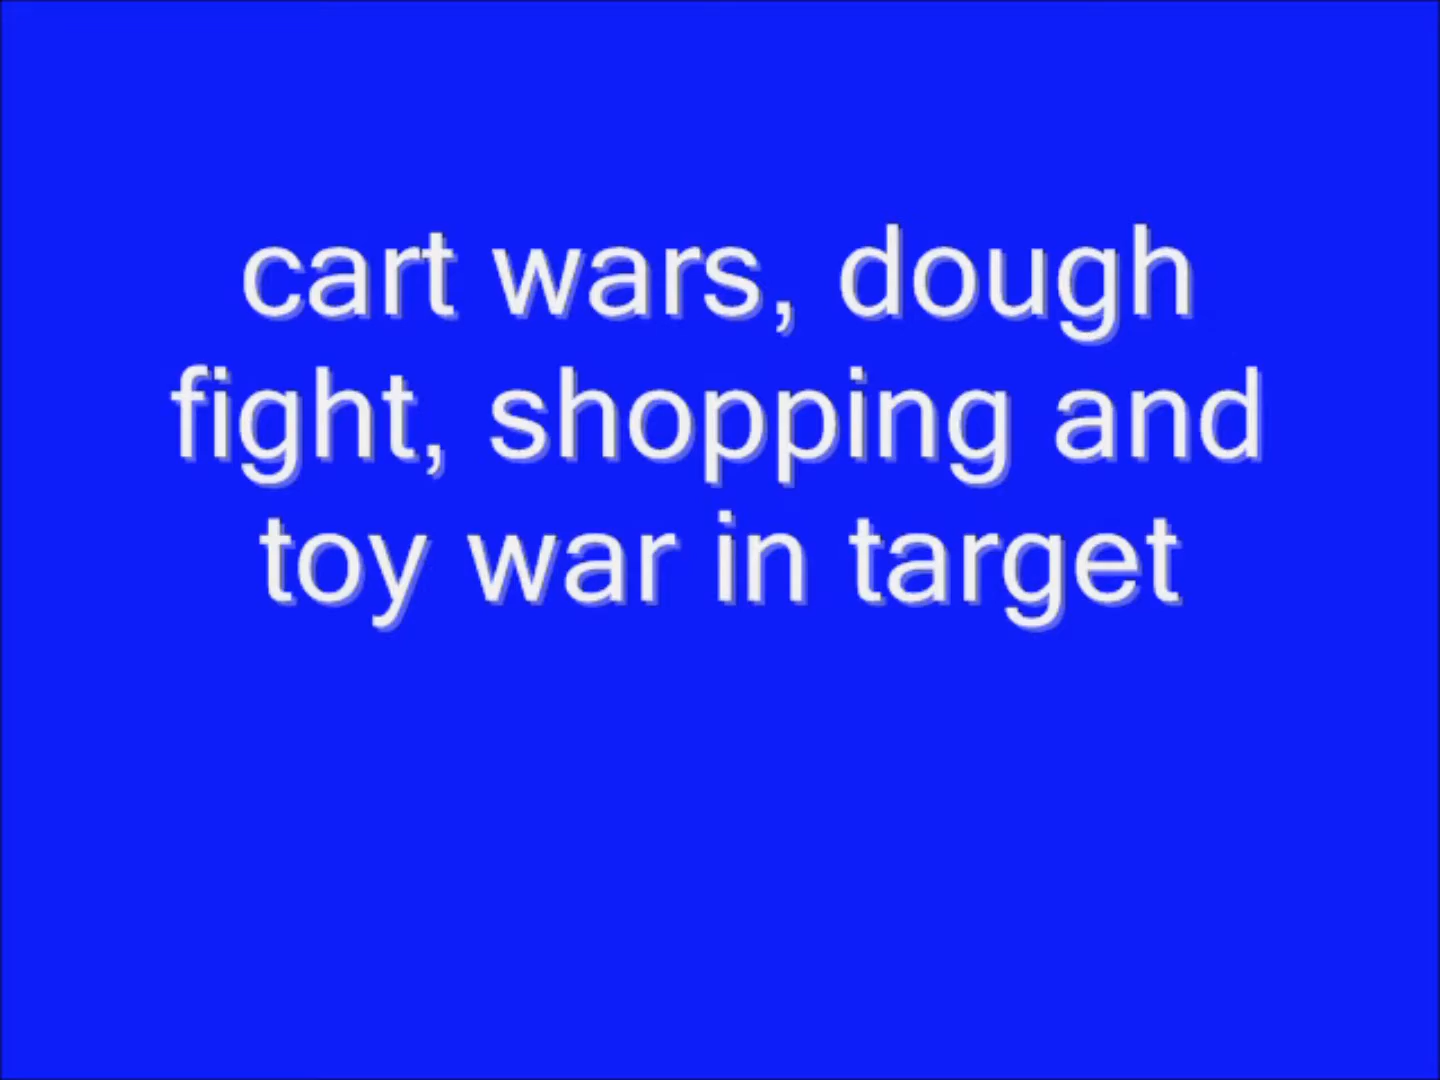 cart wars, dough
fight, shopping and
toy war in target